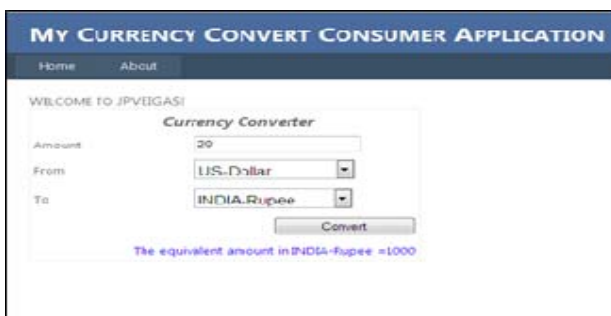 MY CURRENCY CONVERT CONSUMER APPLICATION
Home About
WELCOME TO JPVEIGAS!
Currency Converter
Amount 20
From US-Dollar
To INDIA-Rupee
Convert
The equivalent amount in INDIA-Rupee =1000